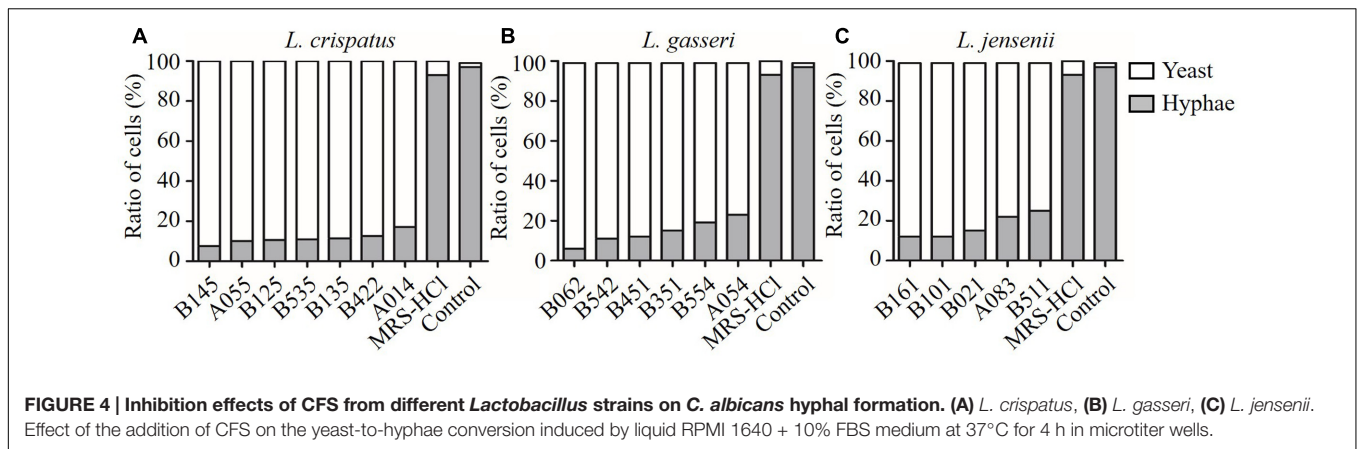 A L. crispatus B L. gasseri C L. jensenii
Ratio of cells (%)
100
80
60
40
20
0
B145 A055 B125 B535 B135 B422 A014 MRS-HCl Control
Ratio of cells (%)
100
80
60
40
20
0
B062 B542 B451 B351 B554 A054 MRS-HCl Control
Ratio of cells (%)
100
80
60
40
20
0
B161 B101 B021 A083 B511 MRS-HCl Control
Yeast
Hyphae
FIGURE 4 | Inhibition effects of CFS from different Lactobacillus strains on C. albicans hyphal formation. (A) L. crispatus, (B) L. gasseri, (C) L. jensenii.
Effect of the addition of CFS on the yeast-to-hyphae conversion induced by liquid RPMI 1640 + 10% FBS medium at 37°C for 4 h in microtiter wells.